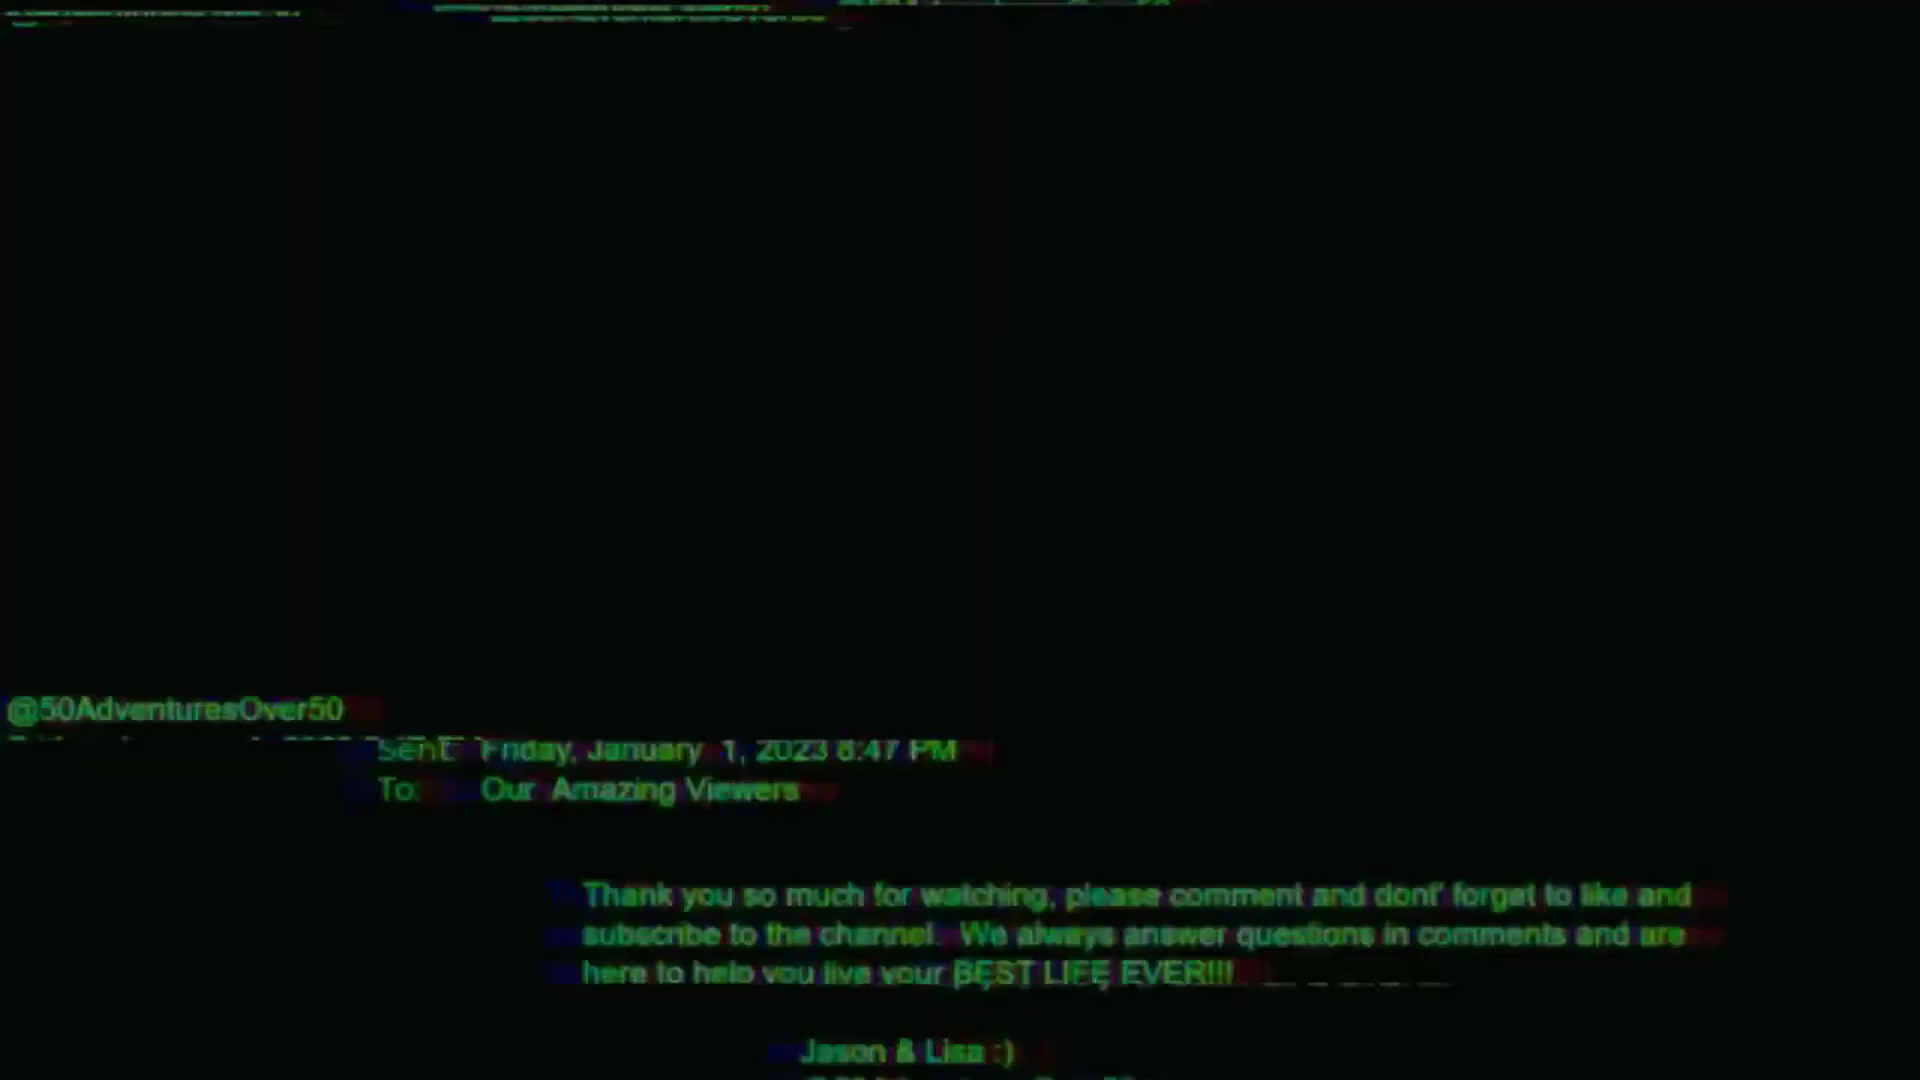 @50AdventuresOver50
Sent: Friday, January 1, 2023 8:47 PM
To: Our Amazing Viewers
Thank you so much for watching, please comment and dont' forget to like and
subscribe to the channel. We always answer questions in comments and are
here to help you live your BEST LIFE EVER!!!
Jason & Lisa :)